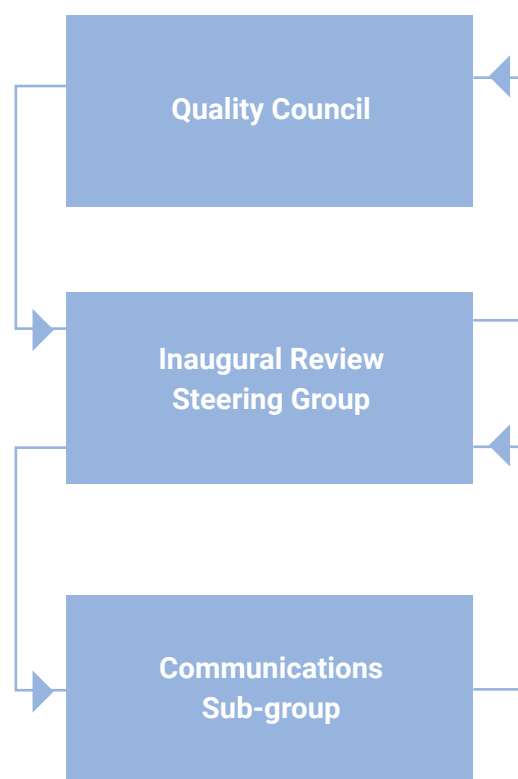 Quality Council
Inaugural Review
Steering Group
Communications
Sub-group